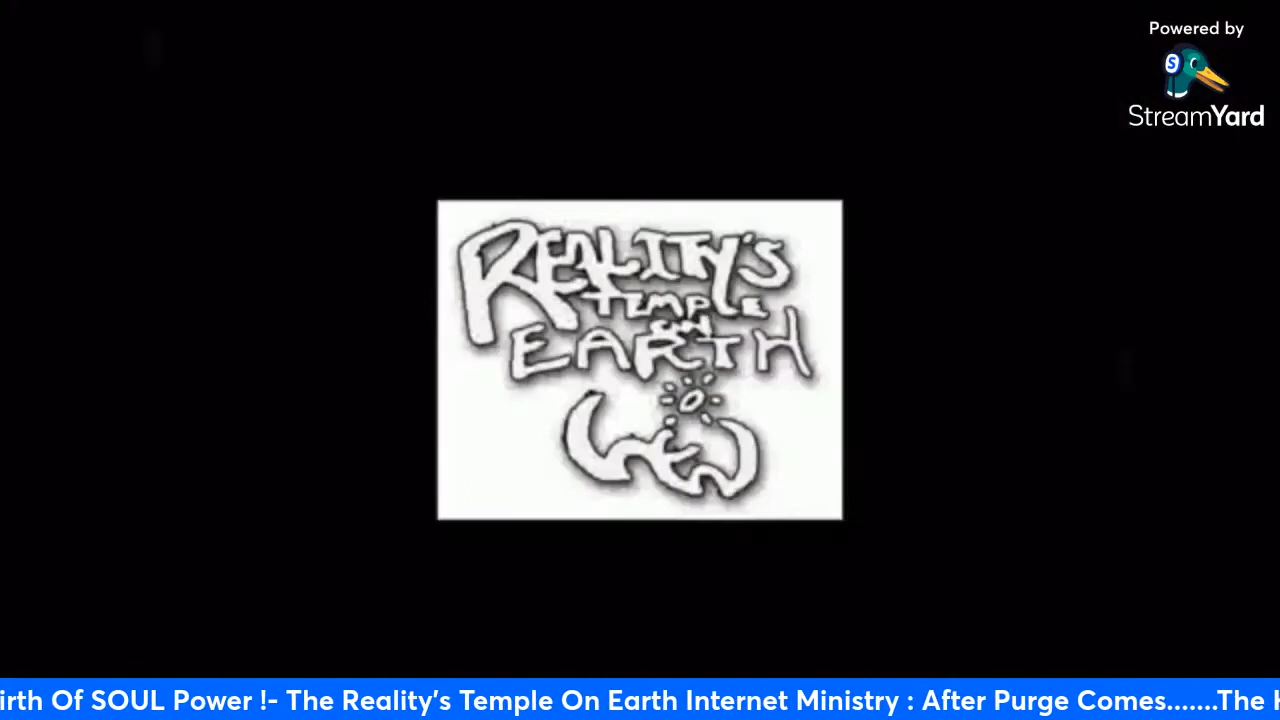 Powered by
StreamYard
REALITY'S
TEMPLE
ON
EARTH
Of SOUL Power !- The Reality's Temple On Earth Internet Ministry : After Purge Comes.......The